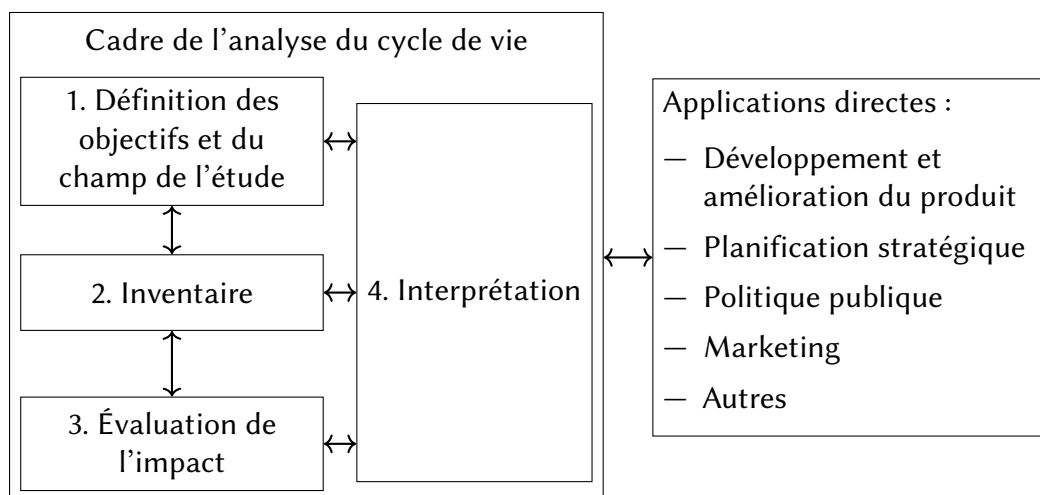 Cadre de l'analyse du cycle de vie
1. Définition des
objectifs et du
champ de l'étude
2. Inventaire
3. Évaluation de
l'impact
4. Interprétation
Applications directes :
— Développement et
amélioration du produit
— Planification stratégique
— Politique publique
— Marketing
— Autres